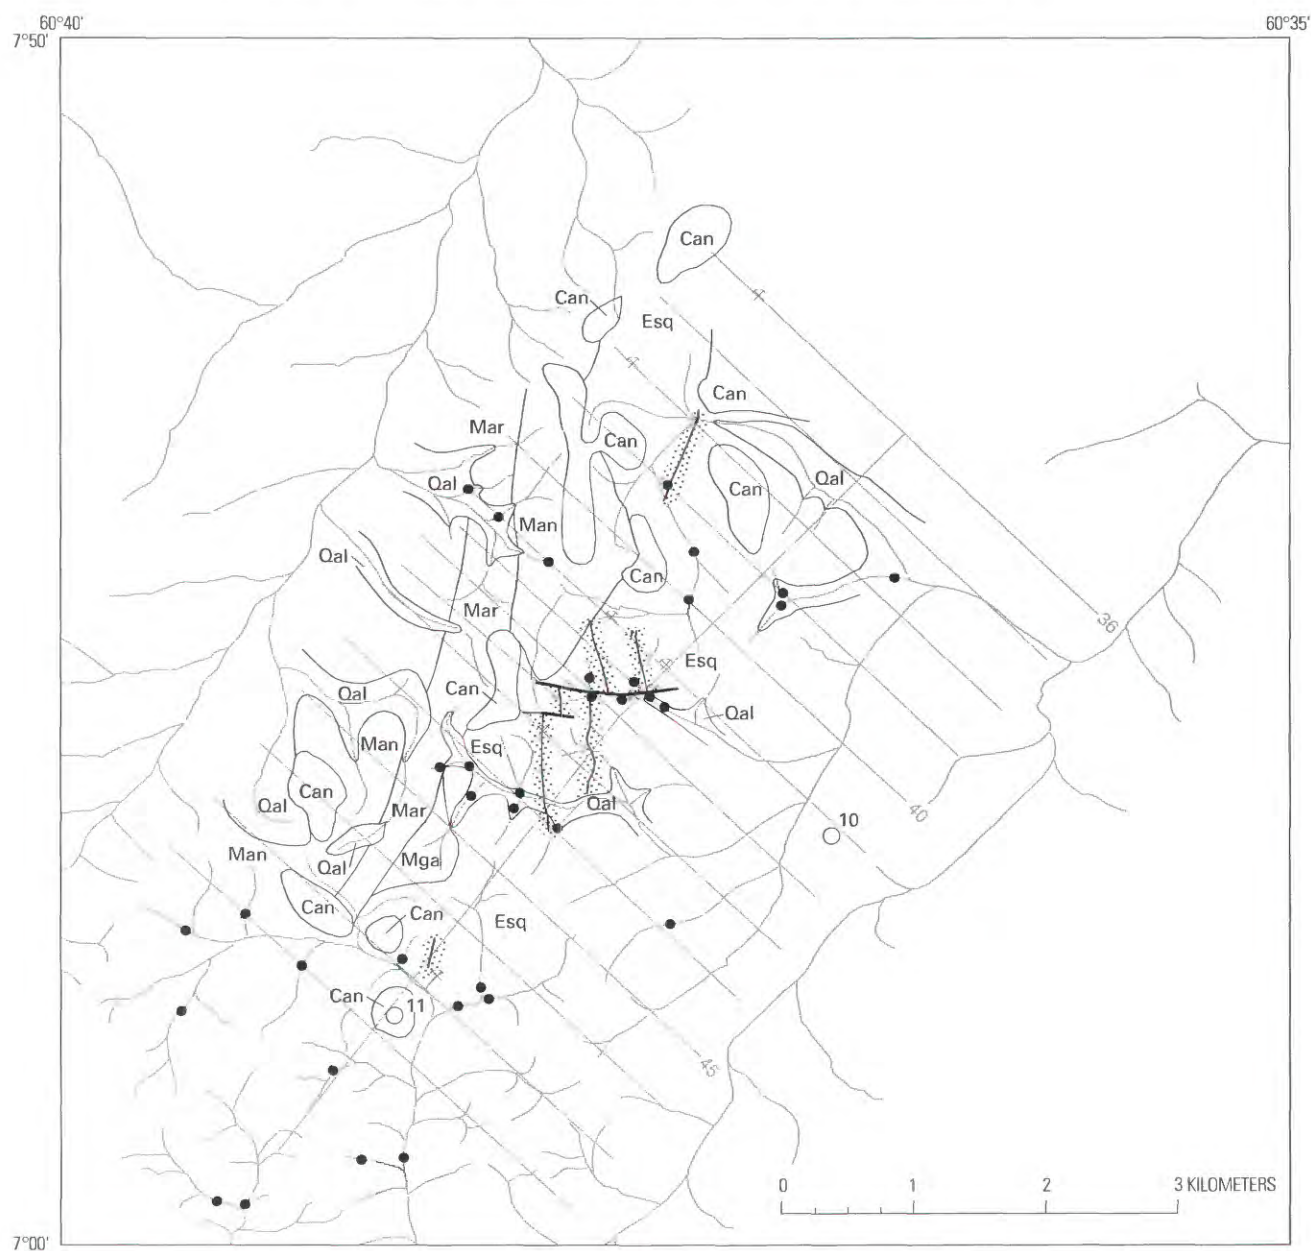 60°40'
60°35'
7°50'
Can
Can
Esq
Can
Mar
Can
Qal
Can
Qal
Man
Qal
Can
Mar
36
Esq
Qal
Can
Qal
Man
Esq
Can
Qal
Mar
Qal
40
10
Man
Qal
Mga
Can
Can
Esq
Can
11
45
0
1
2
3 KILOMETERS
7°00'